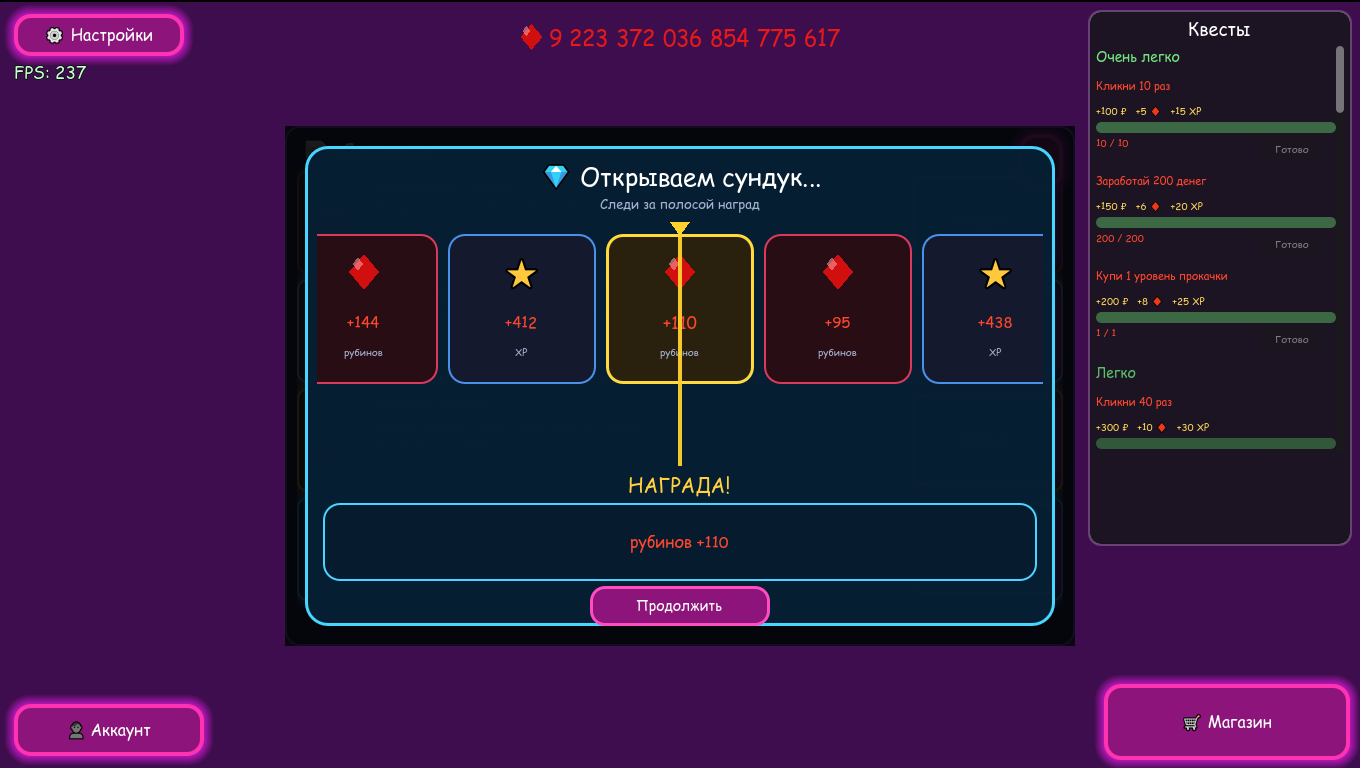 Настройки
FPS: 237
9 223 372 036 854 775 617
Открываем сундук...
Следи за полосой наград
+144
рубинов
+412
XP
+110
рубинов
+95
рубинов
+438
XP
НАГРАДА!
рубинов +110
Продолжить
Квесты
Очень легко
Кликни 10 раз
+100 ₽ +5 +15 XP
10 / 10 Готово
Заработай 200 денег
+150 ₽ +6 +20 XP
200 / 200 Готово
Купи 1 уровень прокачки
+200 ₽ +8 +25 XP
1 / 1 Готово
Легко
Кликни 40 раз
+300 ₽ +10 +30 XP
Аккаунт
Магазин